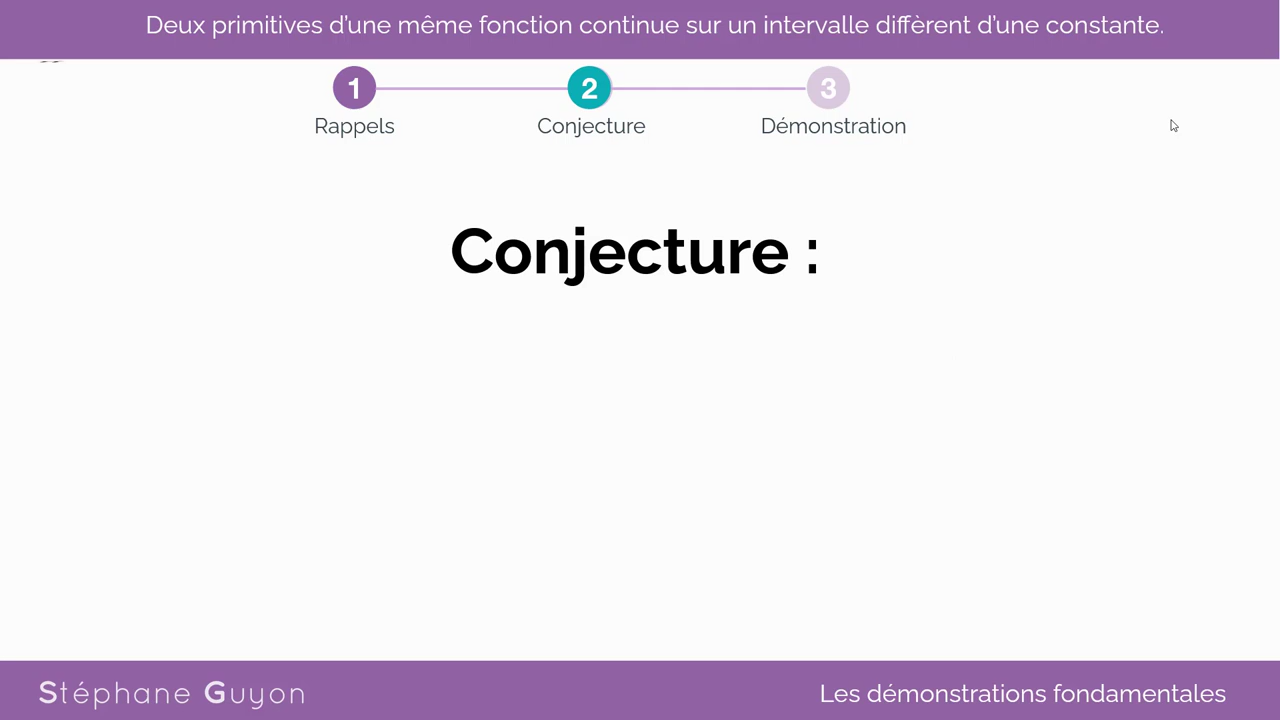 Deux primitives d’une même fonction continue sur un intervalle diffèrent d’une constante.
1 2 3
Rappels Conjecture Démonstration
Conjecture :
Stéphane Guyon
Les démonstrations fondamentales